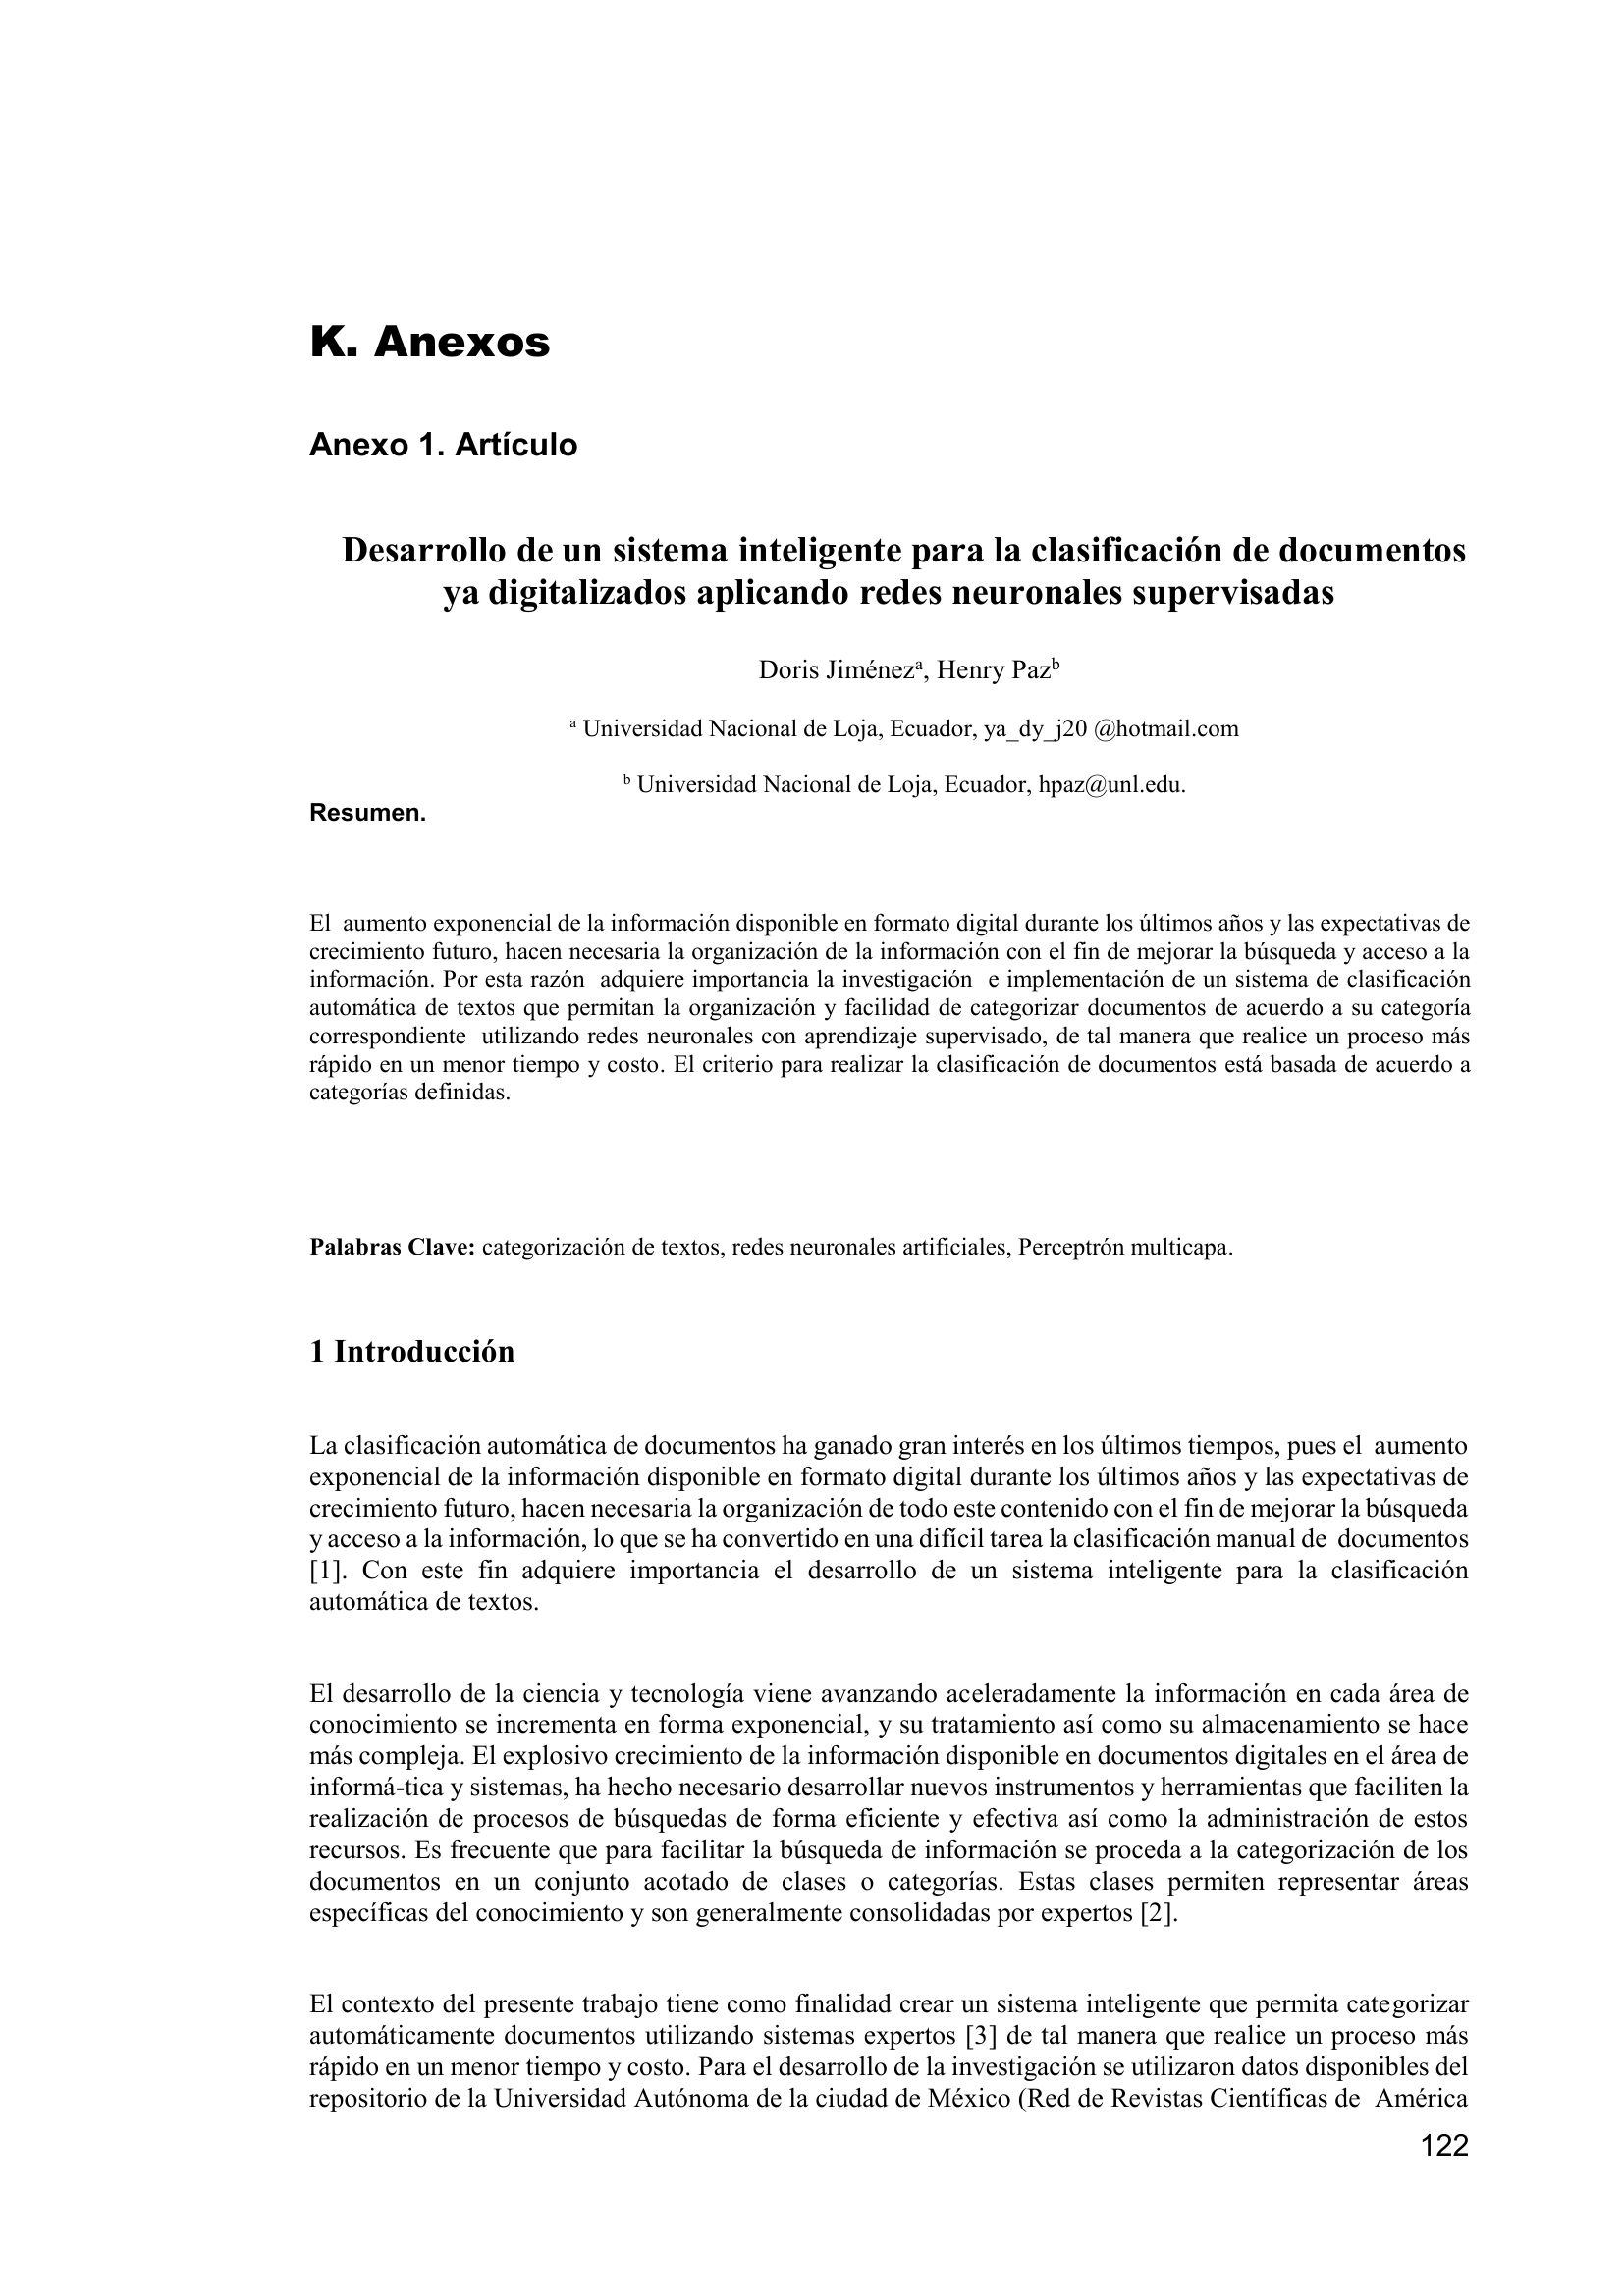 K. Anexos
Anexo 1. Artículo
Desarrollo de un sistema inteligente para la clasificación de documentos
ya digitalizados aplicando redes neuronales supervisadas
Doris Jiménezᵃ, Henry Pazᵇ
ᵃ Universidad Nacional de Loja, Ecuador, ya_dy_j20 @hotmail.com
ᵇ Universidad Nacional de Loja, Ecuador, hpaz@unl.edu.
Resumen.
El aumento exponencial de la información disponible en formato digital durante los últimos años y las expectativas de
crecimiento futuro, hacen necesaria la organización de la información con el fin de mejorar la búsqueda y acceso a la
información. Por esta razón adquiere importancia la investigación e implementación de un sistema de clasificación
automática de textos que permitan la organización y facilidad de categorizar documentos de acuerdo a su categoría
correspondiente utilizando redes neuronales con aprendizaje supervisado, de tal manera que realice un proceso más
rápido en un menor tiempo y costo. El criterio para realizar la clasificación de documentos está basada de acuerdo a
categorías definidas.
Palabras Clave: categorización de textos, redes neuronales artificiales, Perceptrón multicapa.
1 Introducción
La clasificación automática de documentos ha ganado gran interés en los últimos tiempos, pues el aumento
exponencial de la información disponible en formato digital durante los últimos años y las expectativas de
crecimiento futuro, hacen necesaria la organización de todo este contenido con el fin de mejorar la búsqueda
y acceso a la información, lo que se ha convertido en una difícil tarea la clasificación manual de documentos
[1]. Con este fin adquiere importancia el desarrollo de un sistema inteligente para la clasificación
automática de textos.
El desarrollo de la ciencia y tecnología viene avanzando aceleradamente la información en cada área de
conocimiento se incrementa en forma exponencial, y su tratamiento así como su almacenamiento se hace
más compleja. El explosivo crecimiento de la información disponible en documentos digitales en el área de
informá-tica y sistemas, ha hecho necesario desarrollar nuevos instrumentos y herramientas que faciliten la
realización de procesos de búsquedas de forma eficiente y efectiva así como la administración de estos
recursos. Es frecuente que para facilitar la búsqueda de información se proceda a la categorización de los
documentos en un conjunto acotado de clases o categorías. Estas clases permiten representar áreas
específicas del conocimiento y son generalmente consolidadas por expertos [2].
El contexto del presente trabajo tiene como finalidad crear un sistema inteligente que permita categorizar
automáticamente documentos utilizando sistemas expertos [3] de tal manera que realice un proceso más
rápido en un menor tiempo y costo. Para el desarrollo de la investigación se utilizaron datos disponibles del
repositorio de la Universidad Autónoma de la ciudad de México (Red de Revistas Científicas de América
122